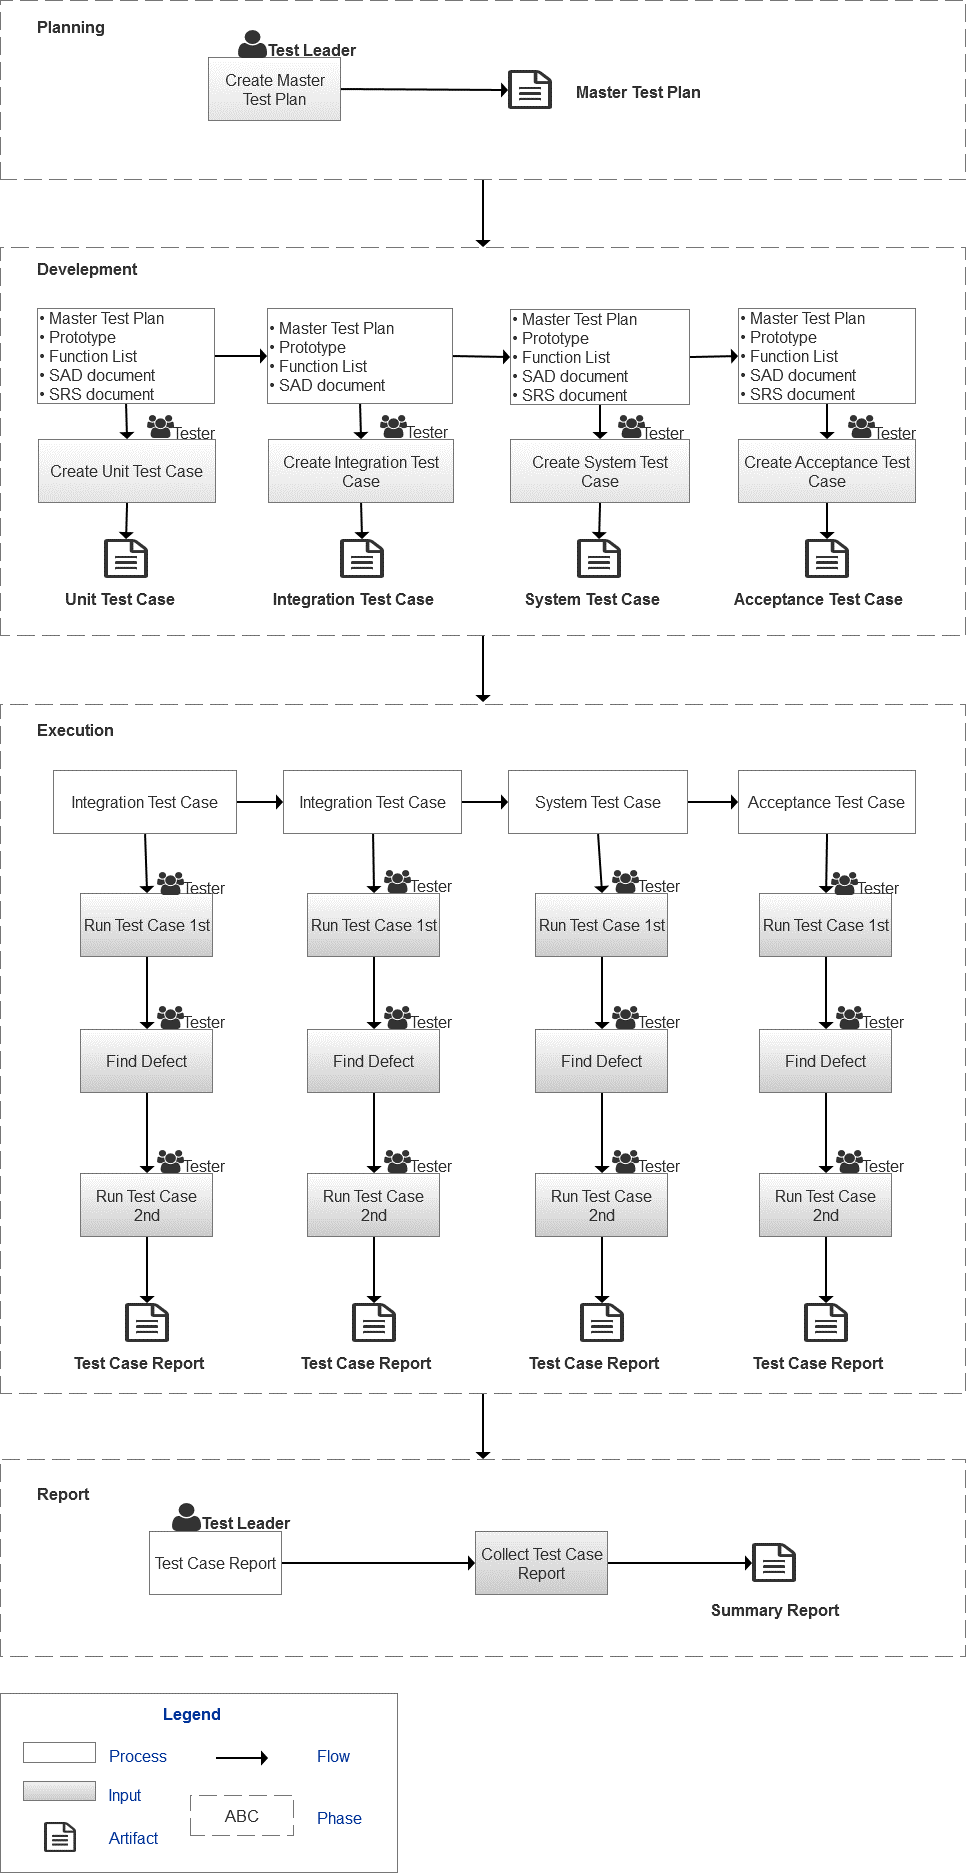 Planning
Test Leader
Create Master
Test Plan
Master Test Plan
Develepment
• Master Test Plan
• Prototype
• Function List
• SAD document
• SRS document
• Master Test Plan
• Prototype
• Function List
• SAD document
• Master Test Plan
• Prototype
• Function List
• SAD document
• SRS document
• Master Test Plan
• Prototype
• Function List
• SAD document
• SRS document
Tester
Tester
Tester
Tester
Create Unit Test Case
Create Integration Test
Case
Create System Test
Case
Create Acceptance Test
Case
Unit Test Case
Integration Test Case
System Test Case
Acceptance Test Case
Execution
Integration Test Case
Integration Test Case
System Test Case
Acceptance Test Case
Tester
Tester
Tester
Tester
Run Test Case 1st
Run Test Case 1st
Run Test Case 1st
Run Test Case 1st
Tester
Tester
Tester
Tester
Find Defect
Find Defect
Find Defect
Find Defect
Tester
Tester
Tester
Tester
Run Test Case
2nd
Run Test Case
2nd
Run Test Case
2nd
Run Test Case
2nd
Test Case Report
Test Case Report
Test Case Report
Test Case Report
Report
Test Leader
Test Case Report
Collect Test Case
Report
Summary Report
Legend
Process
Flow
Input
ABC
Phase
Artifact